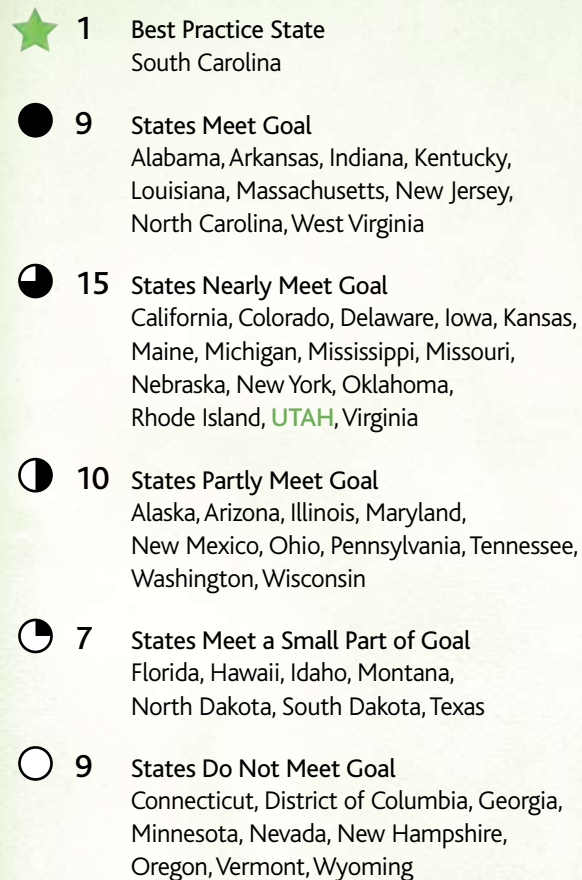 1 Best Practice State
South Carolina
9 States Meet Goal
Alabama, Arkansas, Indiana, Kentucky,
Louisiana, Massachusetts, New Jersey,
North Carolina, West Virginia
15 States Nearly Meet Goal
California, Colorado, Delaware, Iowa, Kansas,
Maine, Michigan, Mississippi, Missouri,
Nebraska, New York, Oklahoma,
Rhode Island, UTAH, Virginia
10 States Partly Meet Goal
Alaska, Arizona, Illinois, Maryland,
New Mexico, Ohio, Pennsylvania, Tennessee,
Washington, Wisconsin
7 States Meet a Small Part of Goal
Florida, Hawaii, Idaho, Montana,
North Dakota, South Dakota, Texas
9 States Do Not Meet Goal
Connecticut, District of Columbia, Georgia,
Minnesota, Nevada, New Hampshire,
Oregon, Vermont, Wyoming